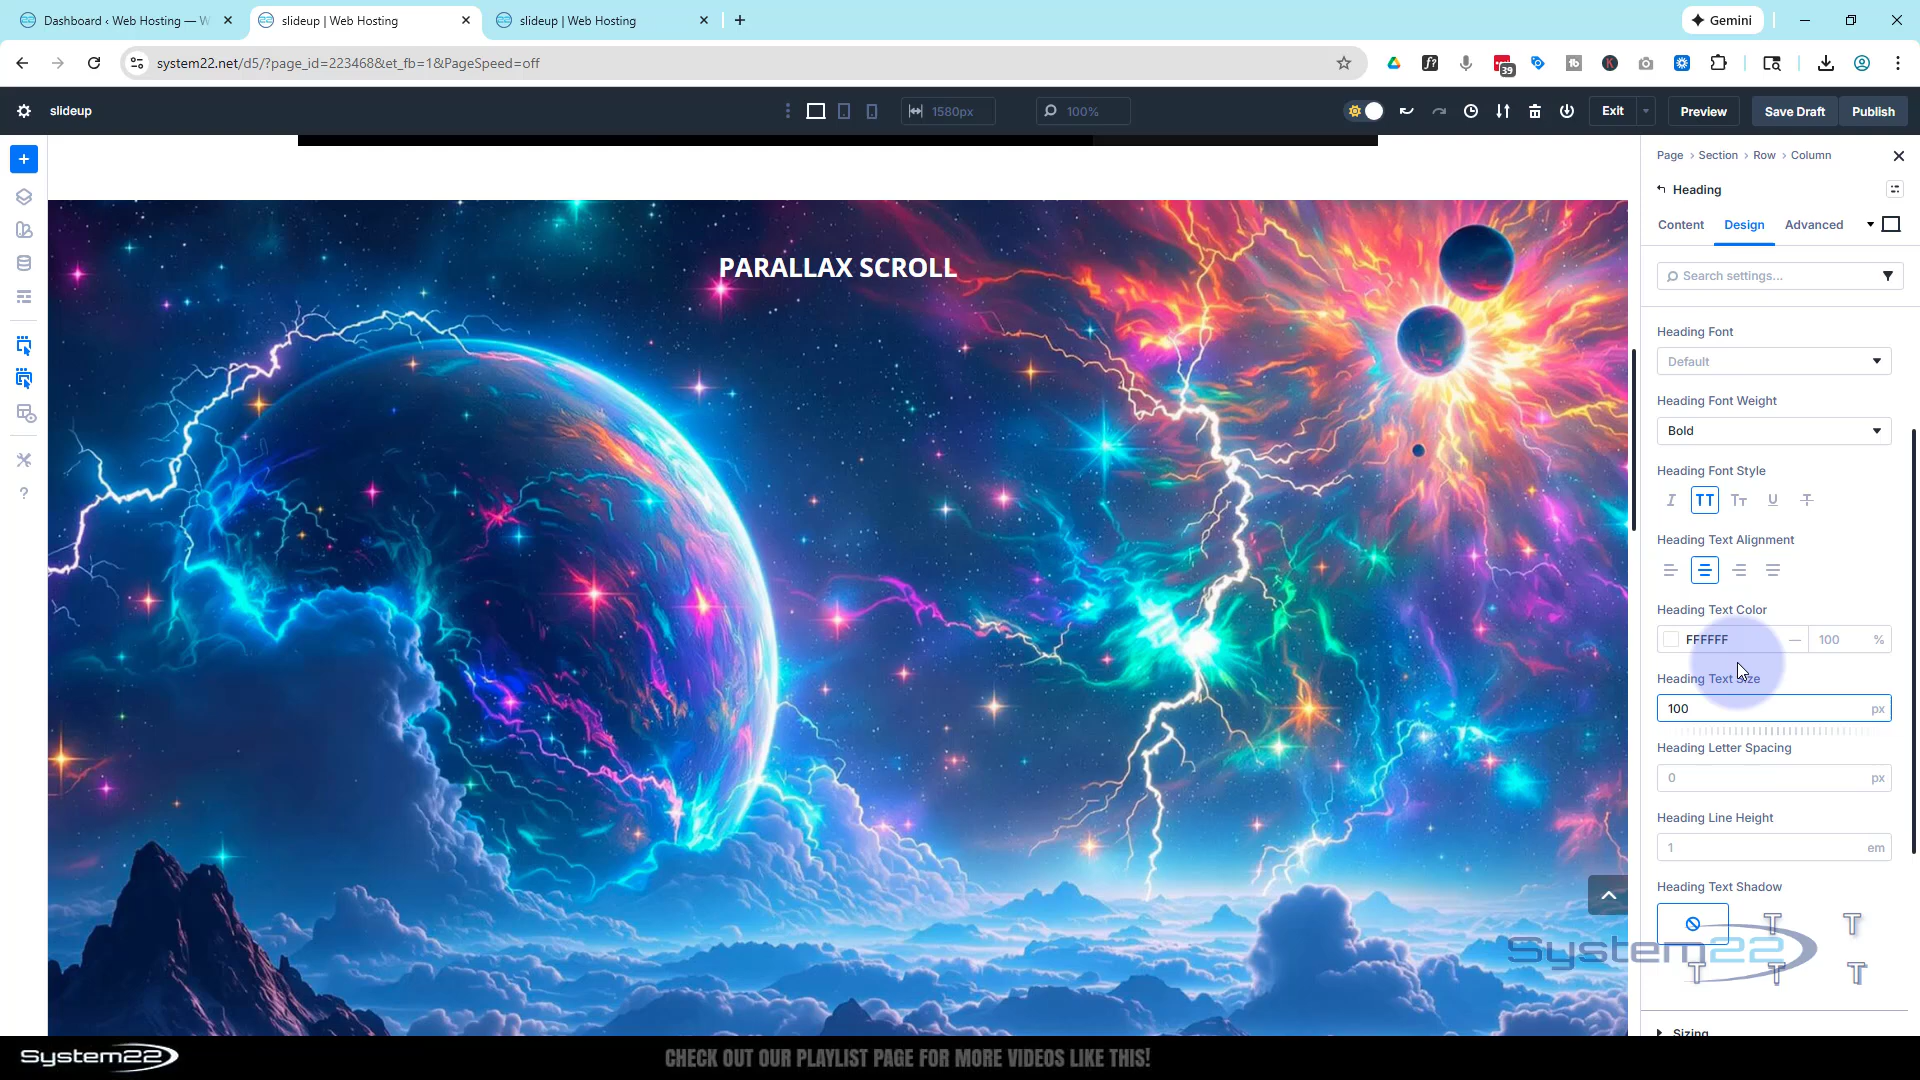 Dashboard ‹ Web Hosting — W
slideup | Web Hosting
slideup | Web Hosting
Gemini
system22.net/d5/?page_id=223468&et_fb=1&PageSpeed=off
39
slideup
1580px
100%
Exit
Preview
Save Draft
Publish
Page
Section
Row
Column
Heading
Content
Design
Advanced
Search settings...
Heading Font
Default
Heading Font Weight
Bold
Heading Font Style
Heading Text Alignment
Heading Text Color
FFFFFF
100 %
Heading Text Size
100 px
Heading Letter Spacing
0 px
Heading Line Height
1 em
Heading Text Shadow
Sizing
PARALLAX SCROLL
System22
System22
CHECK OUT OUR PLAYLIST PAGE FOR MORE VIDEOS LIKE THIS!